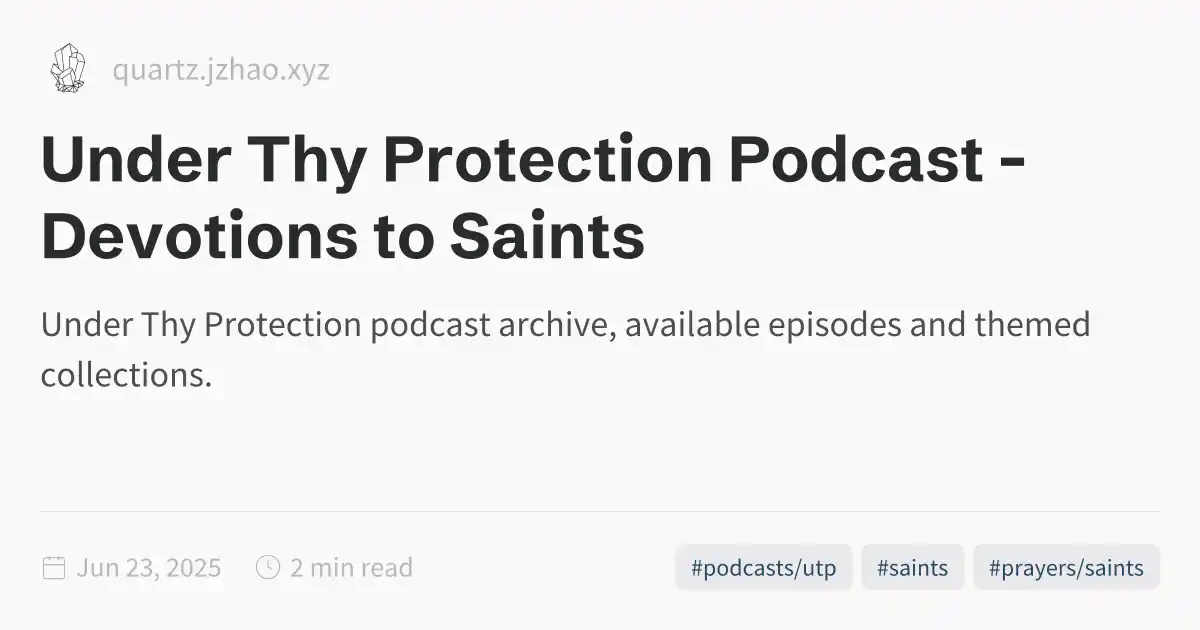 quartz.jzhao.xyz
Under Thy Protection Podcast -
Devotions to Saints
Under Thy Protection podcast archive, available episodes and themed
collections.
Jun 23, 2025 2 min read #podcasts/utp #saints #prayers/saints